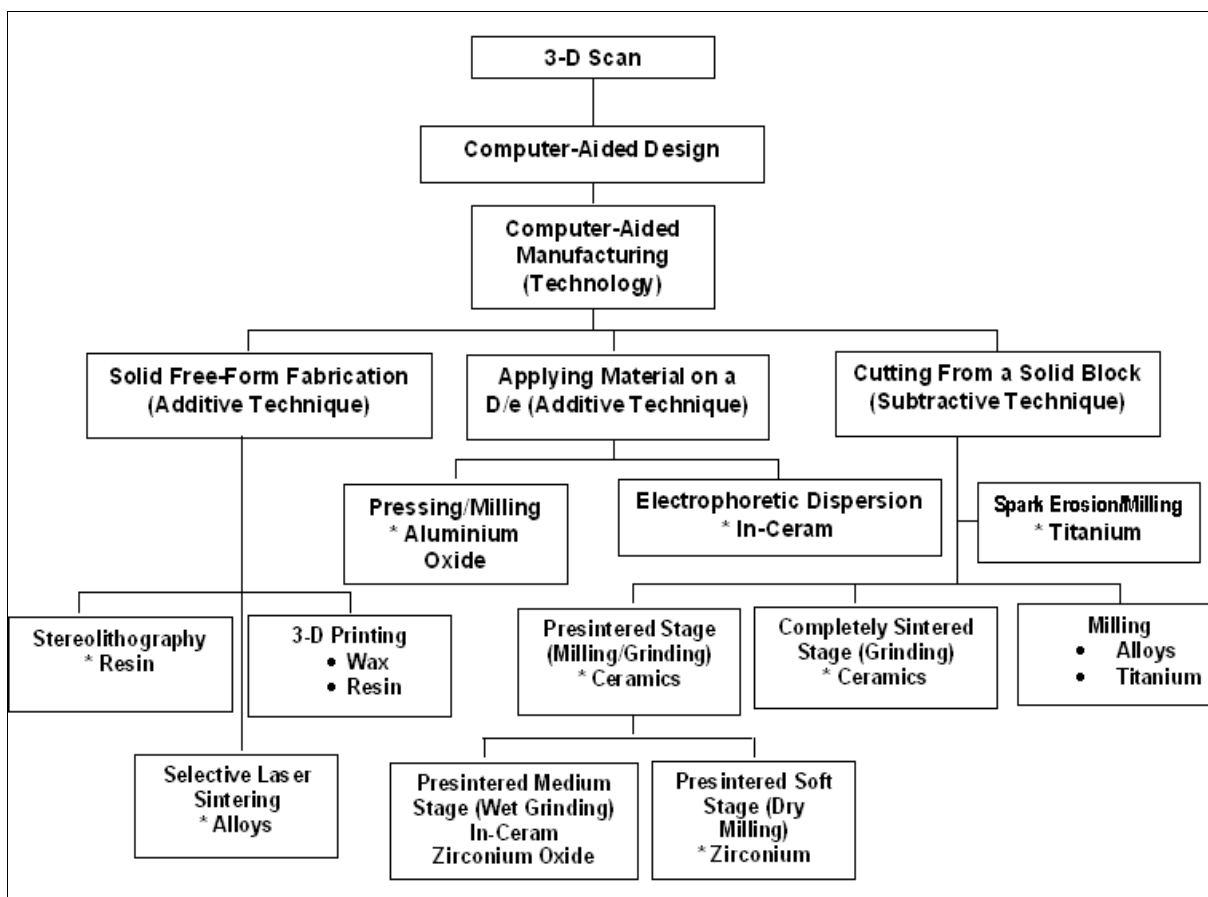 3-D Scan
Computer-Aided Design
Computer-Aided
Manufacturing
(Technology)
Solid Free-Form Fabrication
(Additive Technique)
Applying Material on a
D/e (Additive Technique)
Cutting From a Solid Block
(Subtractive Technique)
Pressing/Milling
* Aluminium
Oxide
Electrophoretic Dispersion
* In-Ceram
Spark Erosion/Milling
* Titanium
Stereolithography
* Resin
3-D Printing
• Wax
• Resin
Presintered Stage
(Milling/Grinding)
* Ceramics
Completely Sintered
Stage (Grinding)
* Ceramics
Milling
• Alloys
• Titanium
Selective Laser
Sintering
* Alloys
Presintered Medium
Stage (Wet Grinding)
In-Ceram
Zirconium Oxide
Presintered Soft
Stage (Dry
Milling)
* Zirconium